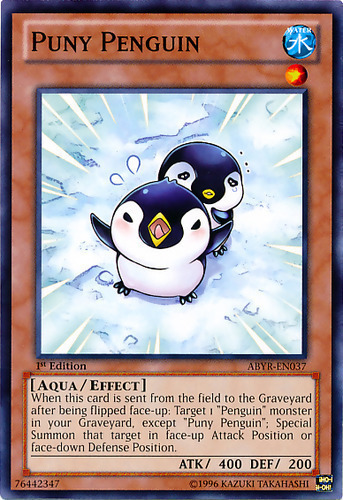 PUNY PENGUIN
WATER
水
1st Edition
ABYR-EN037
[AQUA / EFFECT]
When this card is sent from the field to the Graveyard
after being flipped face-up: Target 1 "Penguin" monster
in your Graveyard, except "Puny Penguin"; Special
Summon that target in face-up Attack Position or
face-down Defense Position.
ATK/ 400 DEF/ 200
76442347
©1996 KAZUKI TAKAHASHI